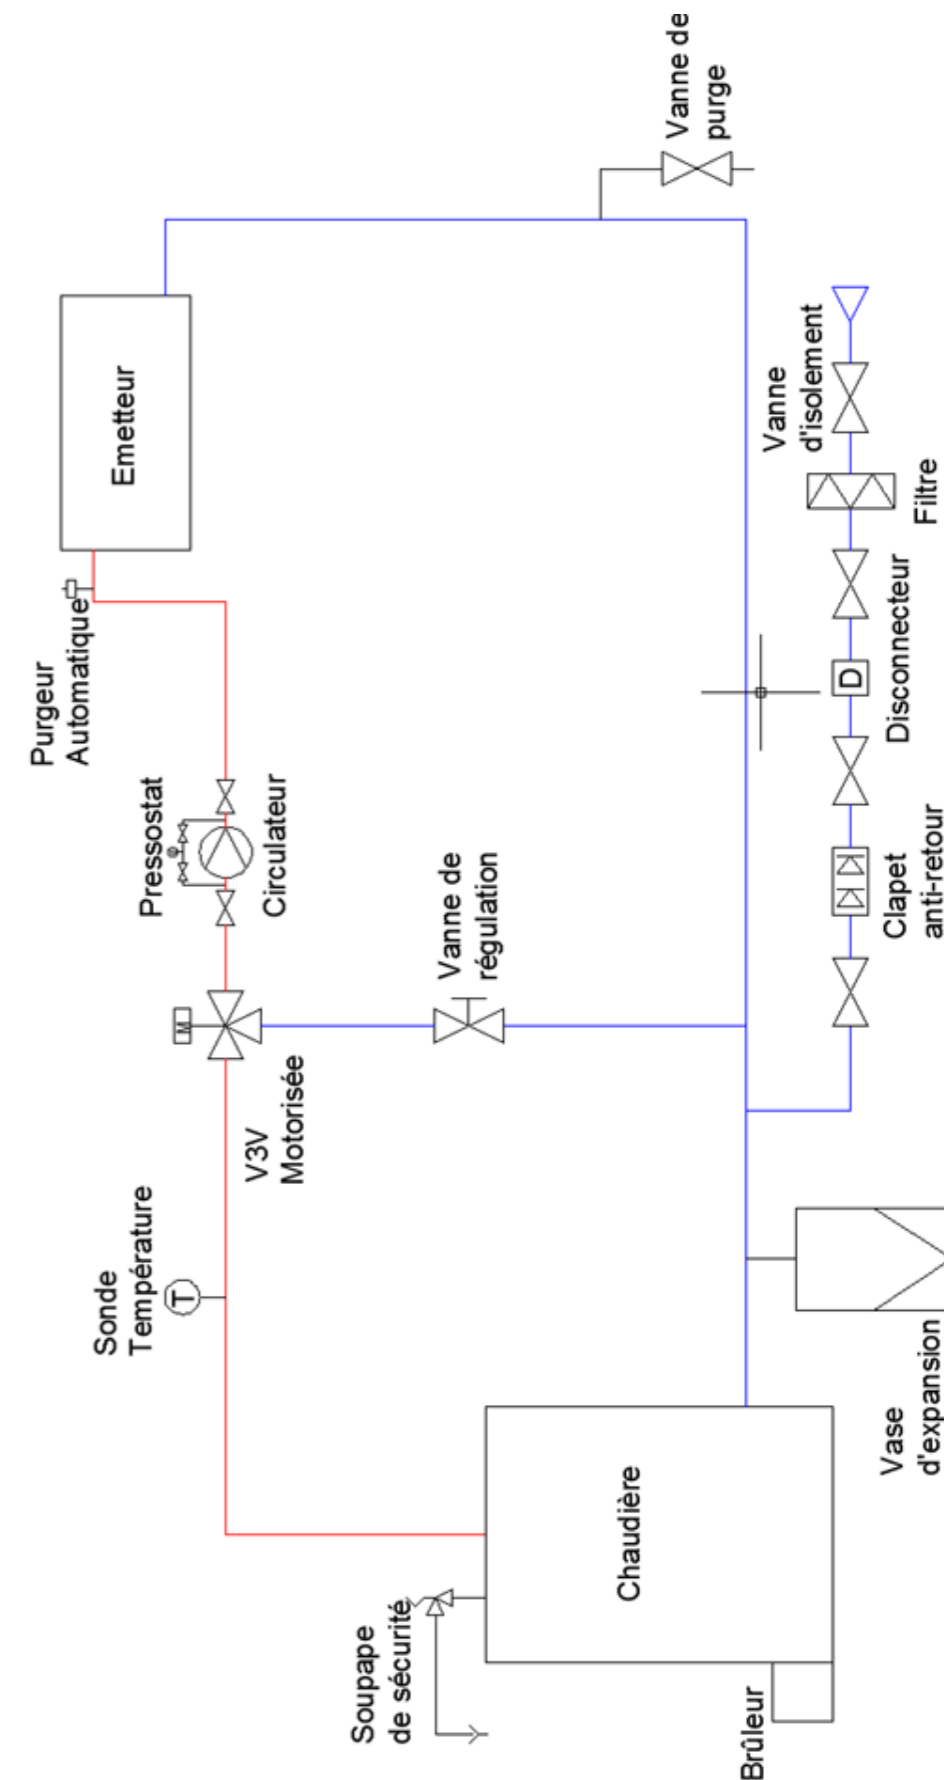 Soupape
de sécurité
Brûleur
Chaudière
Sonde
Température
T
V3V
Motorisée
M
Pressostat
Circulateur
Purgeur
Automatique
Emetteur
Vanne de
régulation
Vanne de
purge
Vase
d'expansion
Clapet
anti-retour
Disconnecteur
D
Filtre
Vanne
d'isolement